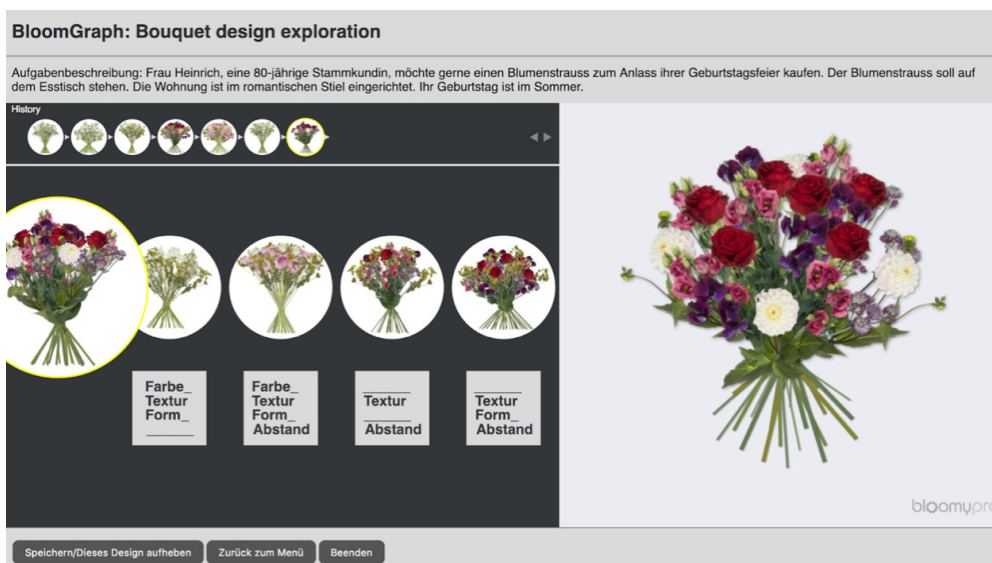 BloomGraph: Bouquet design exploration
Aufgabenbeschreibung: Frau Heinrich, eine 80-jährige Stammkundin, möchte gerne einen Blumenstrauss zum Anlass ihrer Geburtstagsfeier kaufen. Der Blumenstrauss soll auf
dem Esstisch stehen. Die Wohnung ist im romantischen Stiel eingerichtet. Ihr Geburtstag ist im Sommer.
History
Farbe_
Textur
Form_
Farbe_
Textur
Form_
Abstand
Textur
Abstand
Textur
Form_
Abstand
bloomypro
Speichern/Dieses Design aufheben
Zurück zum Menü
Beenden